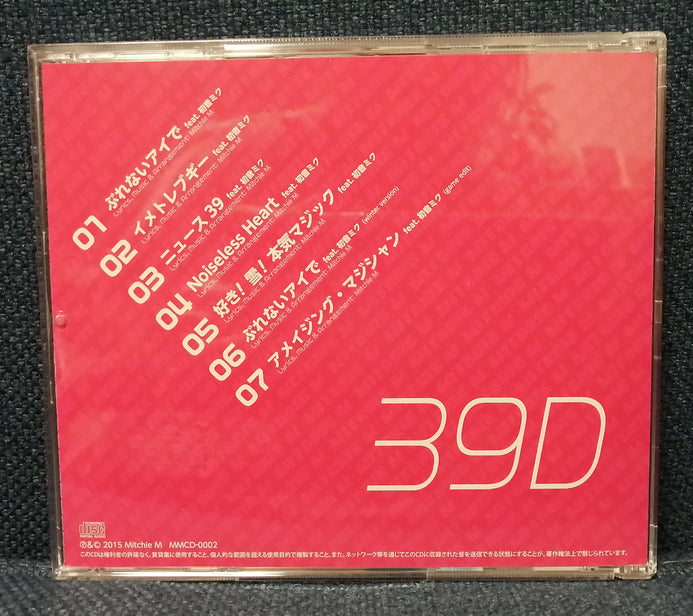 01 ぶれないアイで feat. 初音ミク
Lyrics, Music & Arrangement: Mitchie M
02 イメトレブギー feat. 初音ミク
Lyrics, Music & Arrangement: Mitchie M
03 ニュース39 feat. 初音ミク
Lyrics, Music & Arrangement: Mitchie M
04 Noiseless Heart feat. 初音ミク
Lyrics, Music & Arrangement: Mitchie M
05 好き!雪!本気マジック feat. 初音ミク
Lyrics, Music & Arrangement: Mitchie M
06 ぶれないアイで feat. 初音ミク (winter version)
Lyrics, Music & Arrangement: Mitchie M
07 アメイジング・マジシャン feat. 初音ミク (game edit)
Lyrics, Music & Arrangement: Mitchie M
39D
COMPACT disc DIGITAL AUDIO
℗&© 2015 Mitchie M MMCD-0002
このCDは権利者の許諾なく、賃貸業に使用すること、個人的な範囲を超える使用目的で複製すること、また、ネットワーク等を通じてこのCDに収録された音を送信できる状態にすることが、著作権法上で禁じられています。